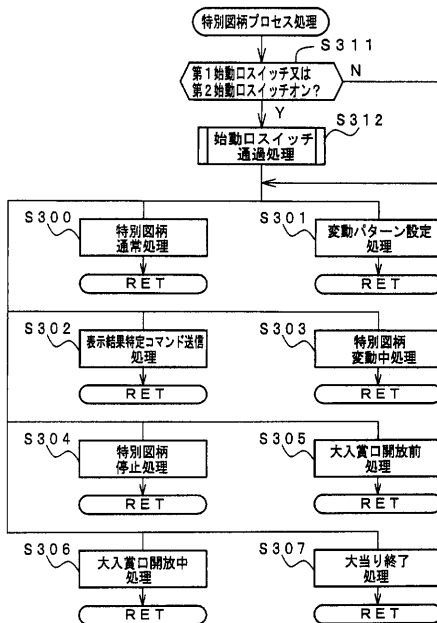 特別図柄プロセス処理
S311
第1始動口スイッチ又は
第2始動口スイッチオン?
N
Y
S312
始動口スイッチ
通過処理
S300
特別図柄
通常処理
RET
S301
変動パターン設定
処理
RET
S302
表示結果特定コマンド送信
処理
RET
S303
特別図柄
変動中処理
RET
S304
特別図柄
停止処理
RET
S305
大入賞口開放前
処理
RET
S306
大入賞口開放中
処理
RET
S307
大当り終了
処理
RET